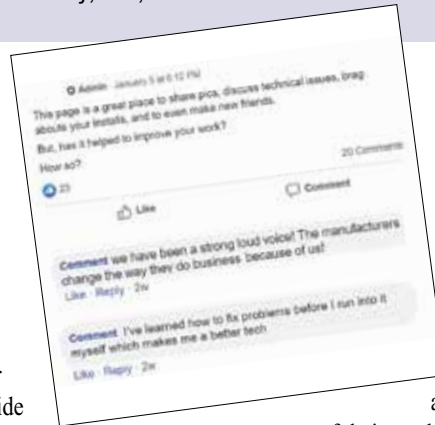 Admin January 5 at 6:12 PM
This page is a great place to share pics, discuss technical issues, brag
abouts your installs, and to even make new friends.
But, has it helped to improve your work?
How so?
23
20 Comments
Like
Comment
Comment we have been a strong loud voice! The manufacturers
change the way they do business because of us!
Like Reply 2w
Comment I've learned how to fix problems before I run into it
myself which makes me a better tech
Like Reply 2w
ide